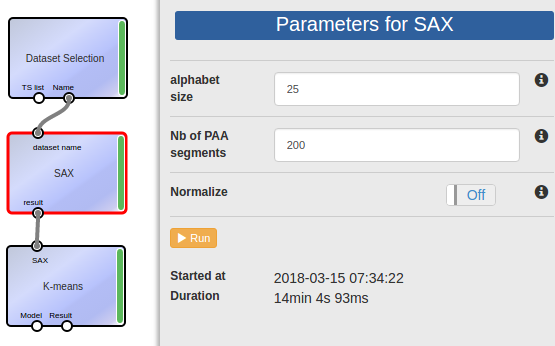 Dataset Selection
TS list Name
dataset name
SAX
result
SAX
K-means
Model Result
Parameters for SAX
alphabet size
25
Nb of PAA segments
200
Normalize
Off
Run
Started at 2018-03-15 07:34:22
Duration 14min 4s 93ms